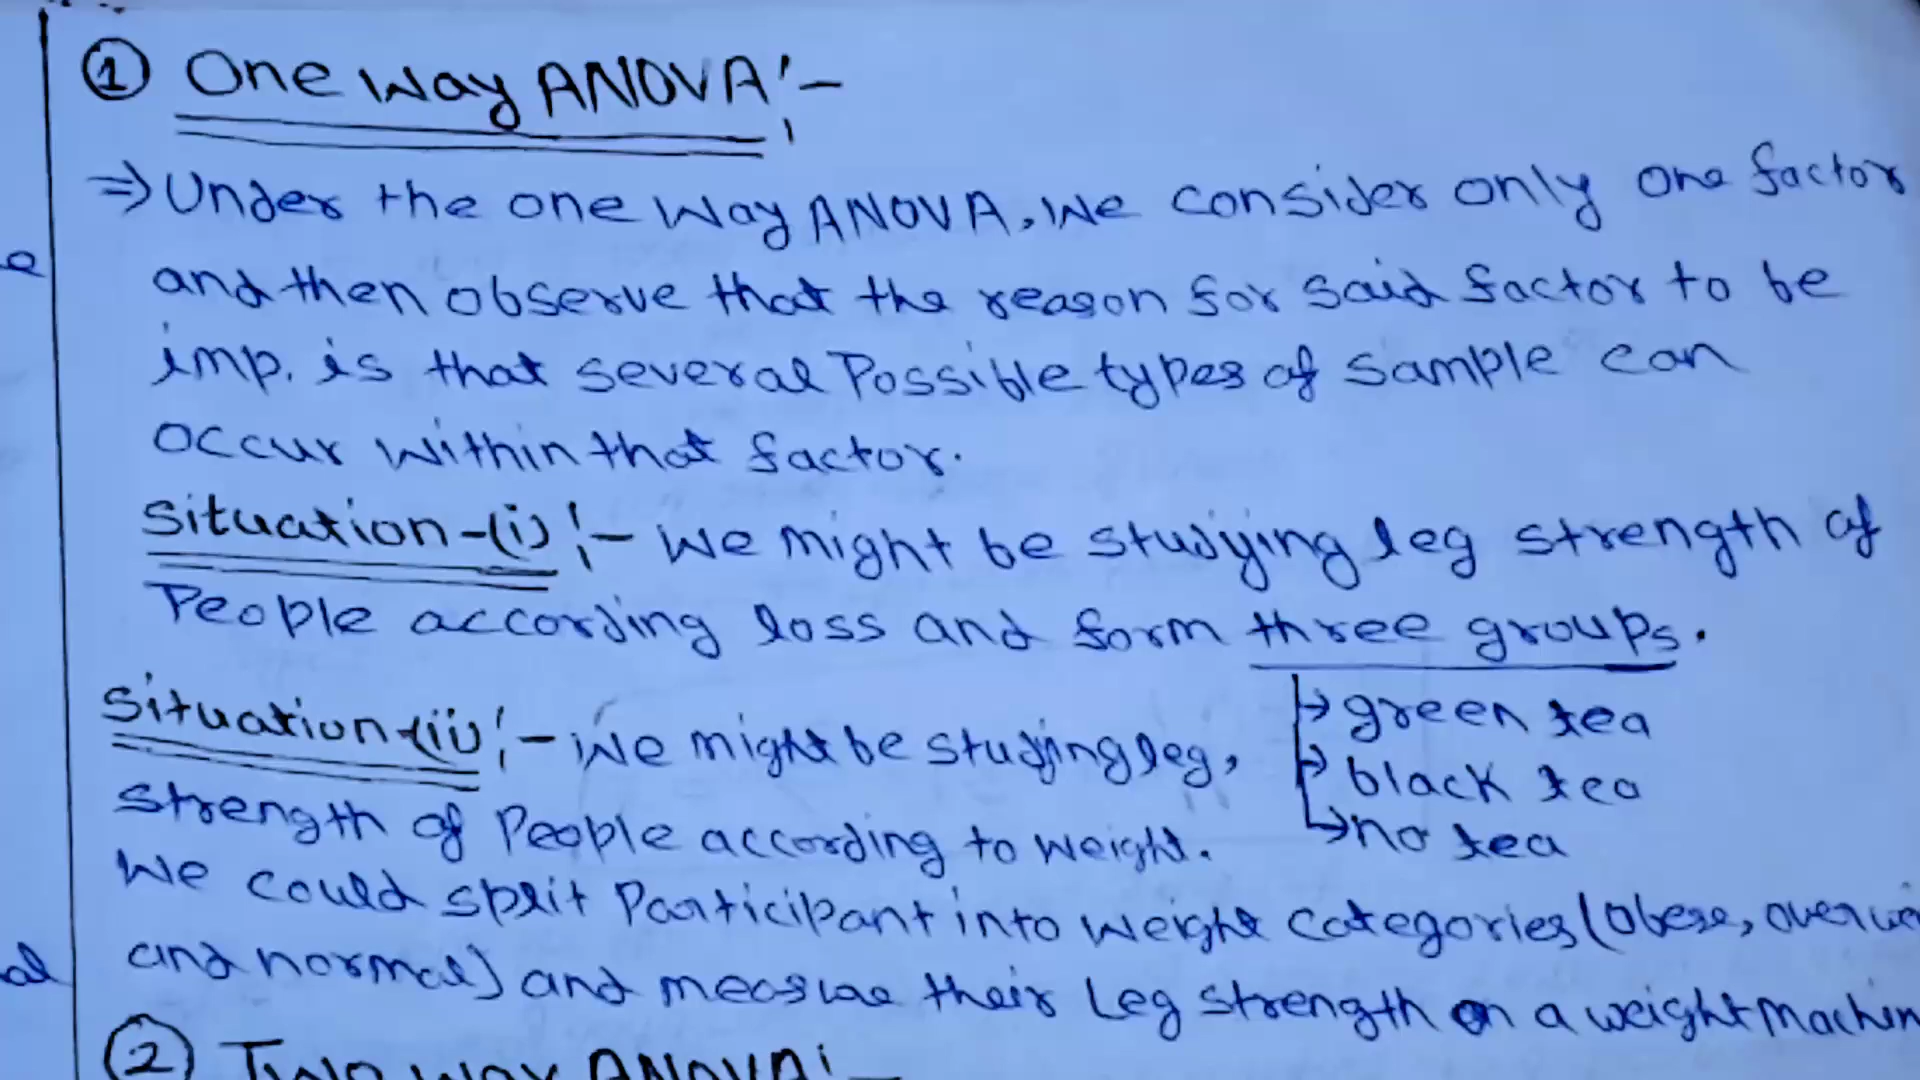 ① One Way ANOVA:-
⇒ Under the one way ANOVA, we consider only one factor
and then observe that the reason for said factor to be
imp. is that several Possible types of sample can
occur within that factor.
Situation-(i):- We might be studying leg strength of
People according loss and form three groups.
→ green tea
→ black tea
→ no tea
Situation-(ii):- We might be studying leg,
strength of People according to weight.
We could split Participant into weight categories (Obese, overwei
and normal) and measure their Leg strength on a weight machin
② Two way ANOVA:-
e
al